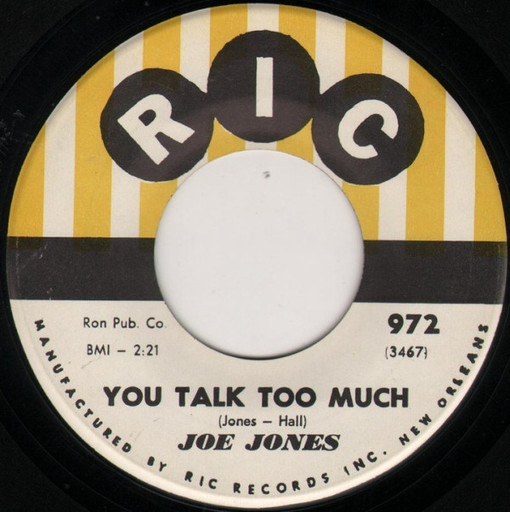 RIC
Ron Pub. Co.
972
BMI – 2:21
(3467)
YOU TALK TOO MUCH
(Jones – Hall)
JOE JONES
MANUFACTURED BY RIC RECORDS INC. NEW ORLEANS